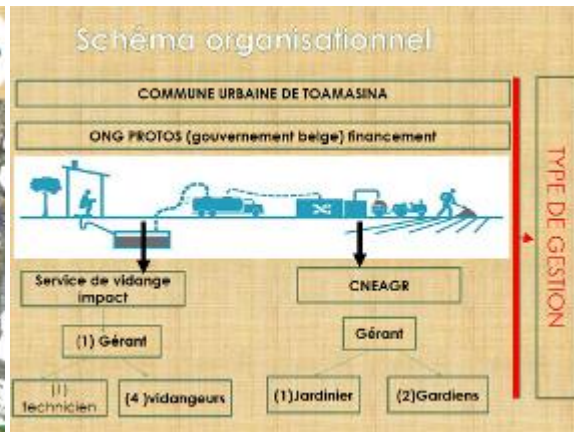 Schéma organisationnel
COMMUNE URBAINE DE TOAMASINA
ONG PROTOS (gouvernement belge) financement
Service de vidange
impact
CNEAGR
(1) Gérant
Gérant
(1)
technicien
(4)vidangeurs
(1)Jardinier
(2)Gardiens
TYPE DE GESTION